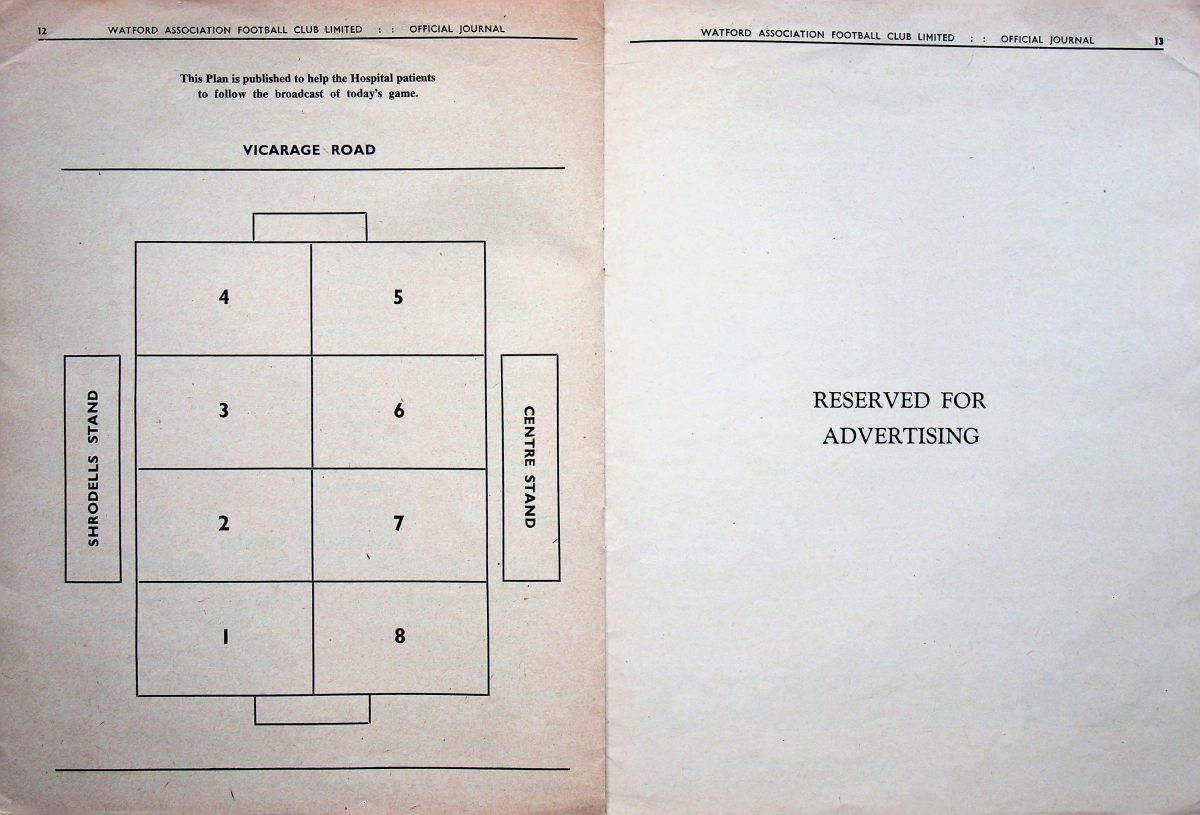 12 WATFORD ASSOCIATION FOOTBALL CLUB LIMITED : : OFFICIAL JOURNAL
This Plan is published to help the Hospital patients
to follow the broadcast of today's game.
VICARAGE ROAD
4 5
3 6
SHRODELLS STAND
CENTRE STAND
2 7
1 8
WATFORD ASSOCIATION FOOTBALL CLUB LIMITED : : OFFICIAL JOURNAL 13
RESERVED FOR
ADVERTISING